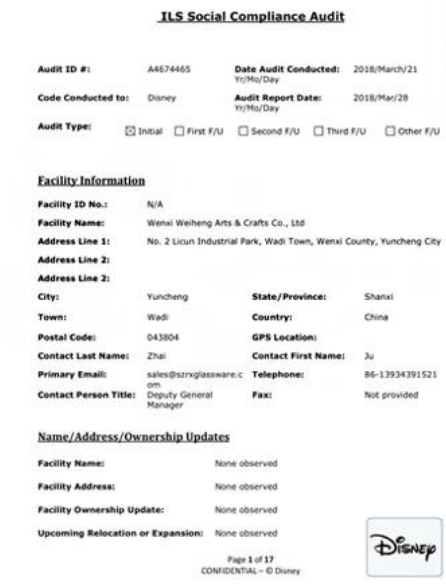 ILS Social Compliance Audit
Audit ID #: A4674465 Date Audit Conducted: 2018/March/21
Yr/Mo/Day
Code Conducted to: Disney Audit Report Date: 2018/Mar/28
Yr/Mo/Day
Audit Type: ☒ Initial ☐ First F/U ☐ Second F/U ☐ Third F/U ☐ Other F/U
Facility Information
Facility ID No.: N/A
Facility Name: Wenxi Weiheng Arts & Crafts Co., Ltd
Address Line 1: No. 2 Licun Industrial Park, Wadi Town, Wenxi County, Yuncheng City
Address Line 2:
Address Line 2:
City: Yuncheng State/Province: Shanxi
Town: Wadi Country: China
Postal Code: 043804 GPS Location:
Contact Last Name: Zhai Contact First Name: Ju
Primary Email: sales@szrxglassware.c Telephone: 86-13934391521
om
Contact Person Title: Deputy General Fax: Not provided
Manager
Name/Address/Ownership Updates
Facility Name: None observed
Facility Address: None observed
Facility Ownership Update: None observed
Upcoming Relocation or Expansion: None observed
Page 1 of 17
CONFIDENTIAL – © Disney
Disney